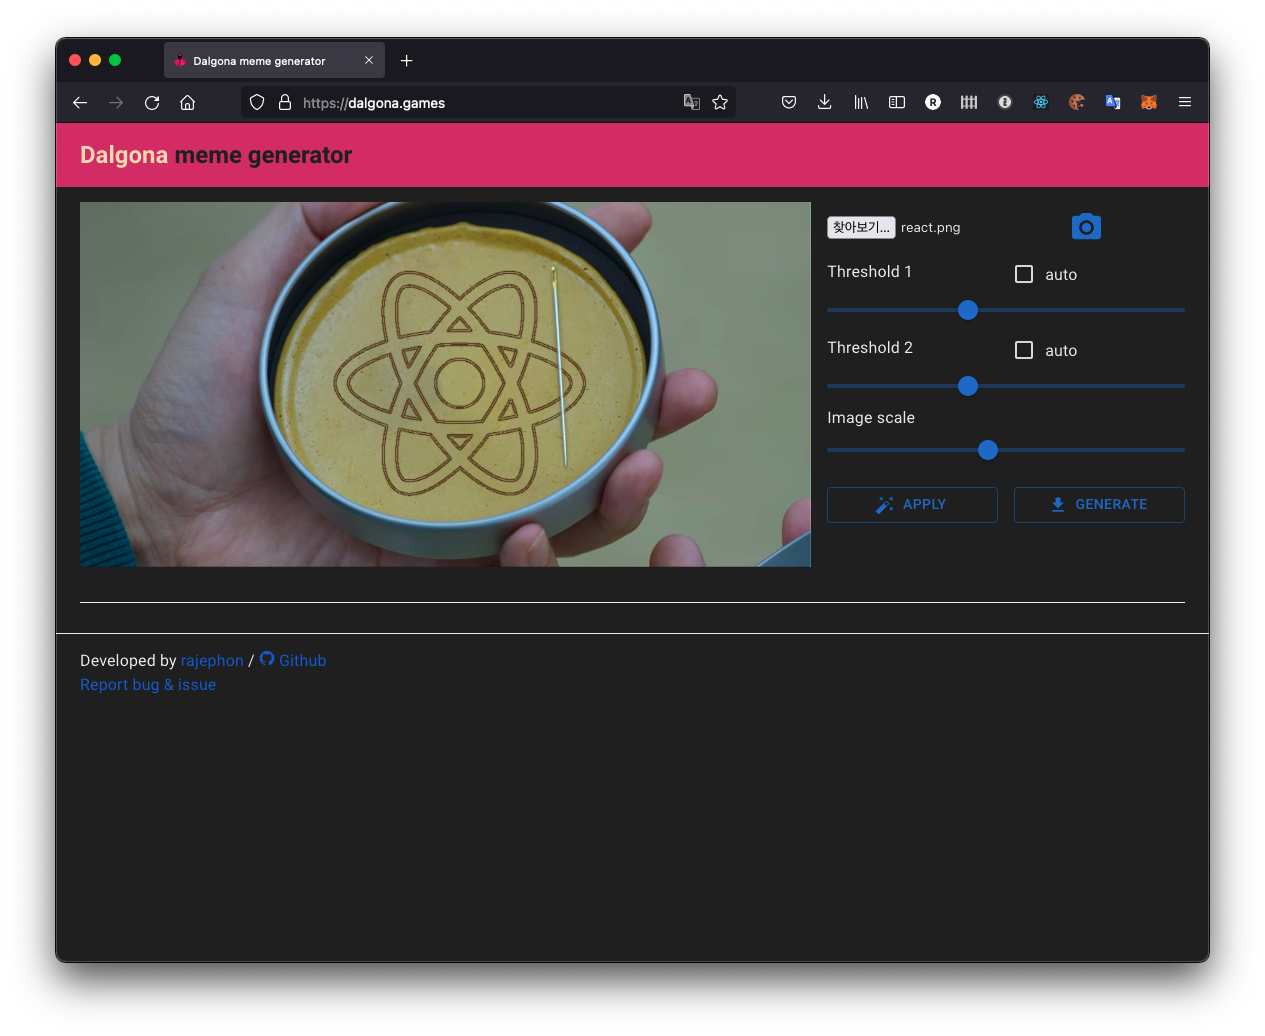 Dalgona meme generator
https://dalgona.games
Dalgona meme generator
찾아보기... react.png
Threshold 1 auto
Threshold 2 auto
Image scale
APPLY GENERATE
Developed by rajephon / Github
Report bug & issue